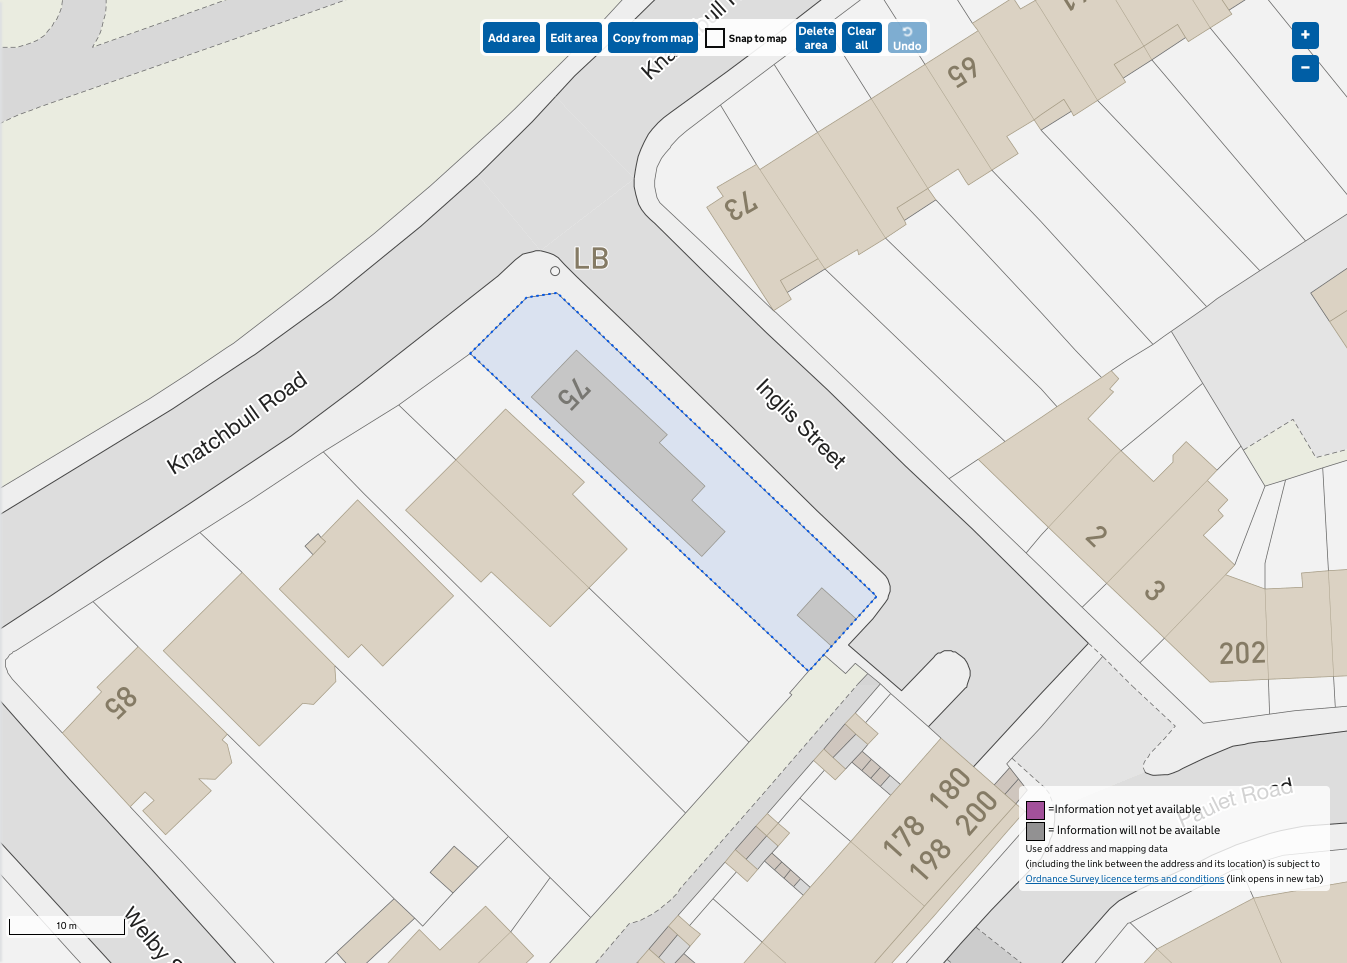 Add area
Edit area
Copy from map
Snap to map
Delete area
Clear all
Undo
+
−
65
73
LB
75
Knatchbull Road
Inglis Street
2
3
202
85
180
178
200
198
Paulet Road
Welby
10 m
=Information not yet available
= Information will not be available
Use of address and mapping data
(including the link between the address and its location) is subject to
Ordnance Survey licence terms and conditions (link opens in new tab)